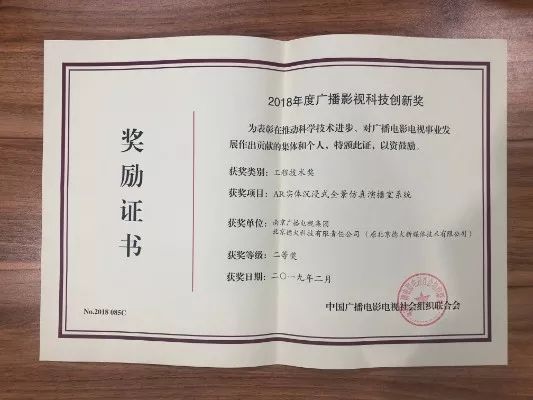 奖励证书
2018年度广播影视科技创新奖
为表彰在推动科学技术进步、对广播电影电视事业发
展作出贡献的集体和个人，特颁此证，以资鼓励。
获奖类别：工程技术奖
获奖项目：AR实体沉浸式全景仿真演播室系统
获奖单位：南京广播电视集团
北京德火科技有限责任公司（原北京德火新媒体技术有限公司）
获奖等级：二等奖
获奖日期：二〇一九年二月
中国广播电影电视社会组织联合会
No.2018 085C